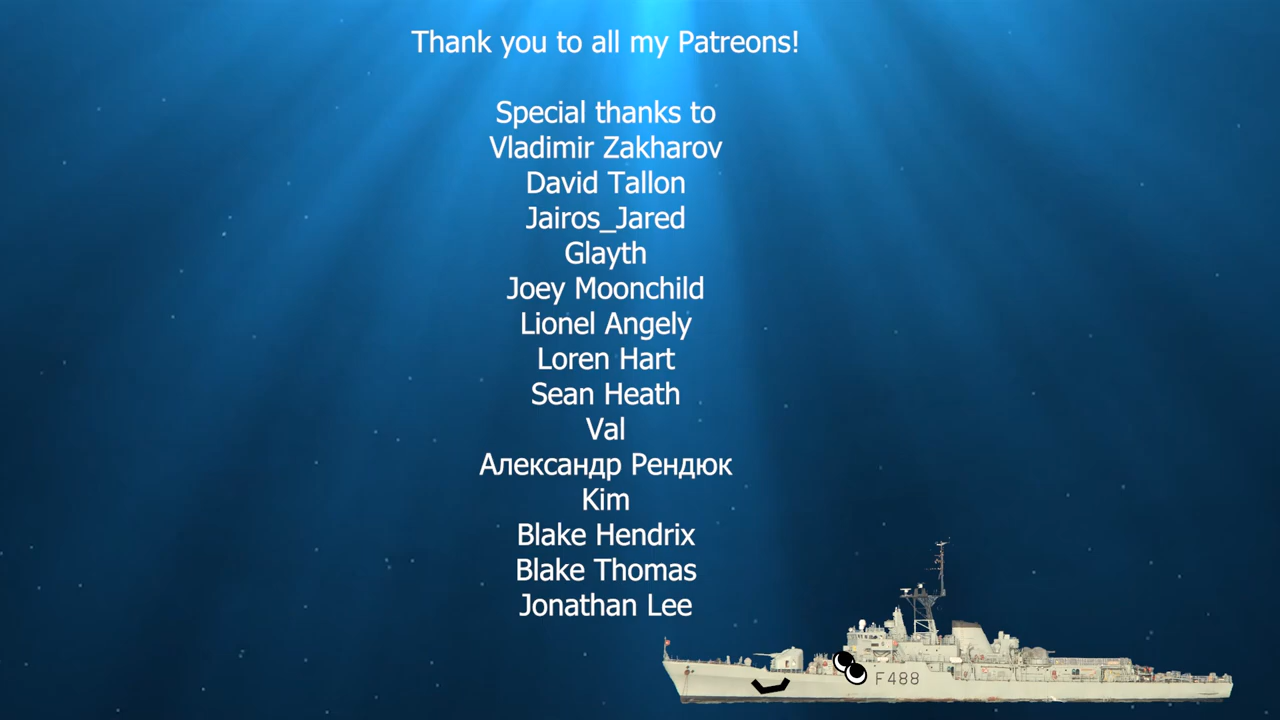 Thank you to all my Patreons!
Special thanks to
Vladimir Zakharov
David Tallon
Jairos_Jared
Glayth
Joey Moonchild
Lionel Angely
Loren Hart
Sean Heath
Val
Александр Рендюк
Kim
Blake Hendrix
Blake Thomas
Jonathan Lee
F488